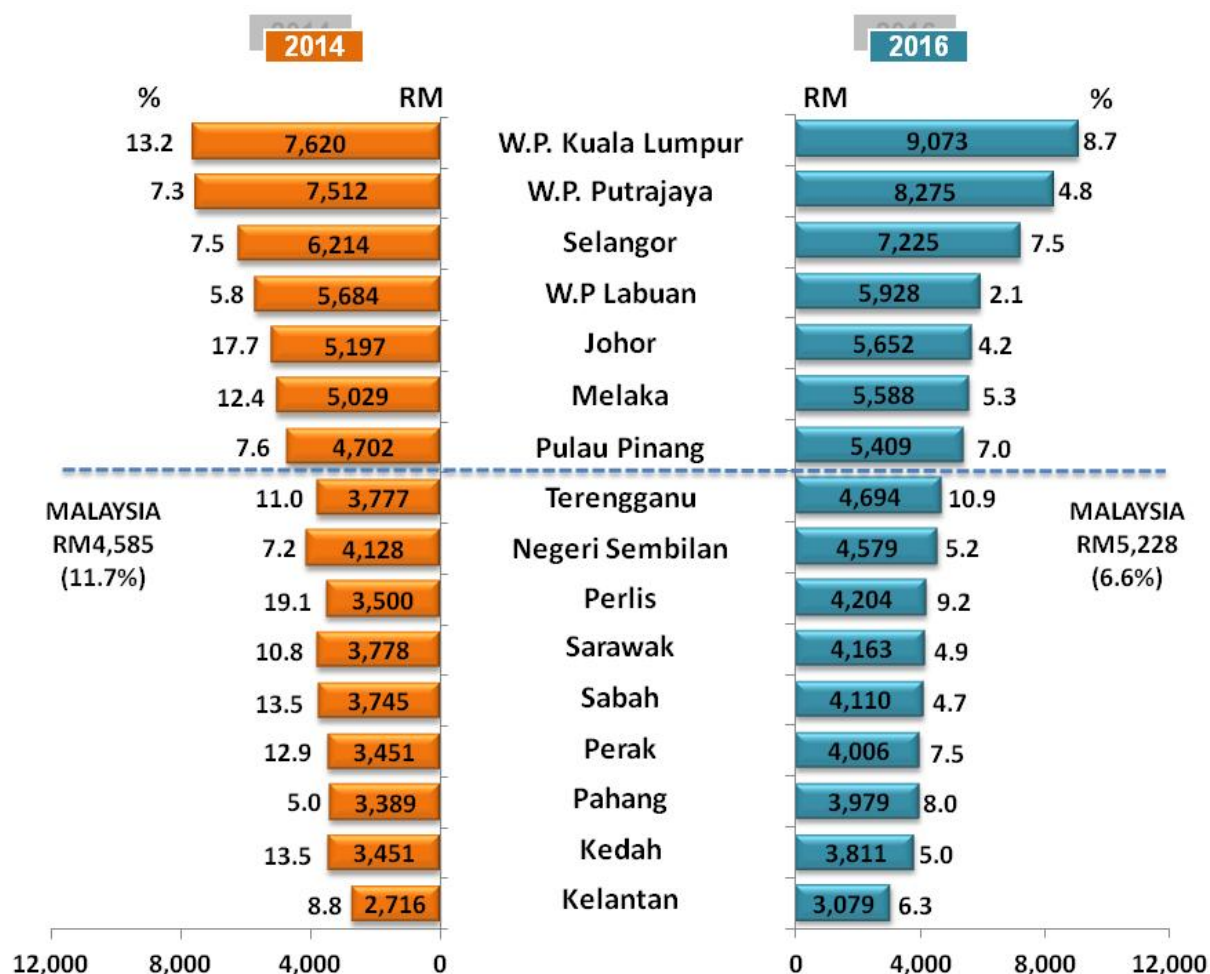 2014 2016
% RM RM %
13.2 7,620 W.P. Kuala Lumpur 9,073 8.7
7.3 7,512 W.P. Putrajaya 8,275 4.8
7.5 6,214 Selangor 7,225 7.5
5.8 5,684 W.P Labuan 5,928 2.1
17.7 5,197 Johor 5,652 4.2
12.4 5,029 Melaka 5,588 5.3
7.6 4,702 Pulau Pinang 5,409 7.0
11.0 3,777 Terengganu 4,694 10.9
7.2 4,128 Negeri Sembilan 4,579 5.2
19.1 3,500 Perlis 4,204 9.2
10.8 3,778 Sarawak 4,163 4.9
13.5 3,745 Sabah 4,110 4.7
12.9 3,451 Perak 4,006 7.5
5.0 3,389 Pahang 3,979 8.0
13.5 3,451 Kedah 3,811 5.0
8.8 2,716 Kelantan 3,079 6.3
MALAYSIA
RM4,585
(11.7%)
MALAYSIA
RM5,228
(6.6%)
12,000 8,000 4,000 0 0 4,000 8,000 12,000